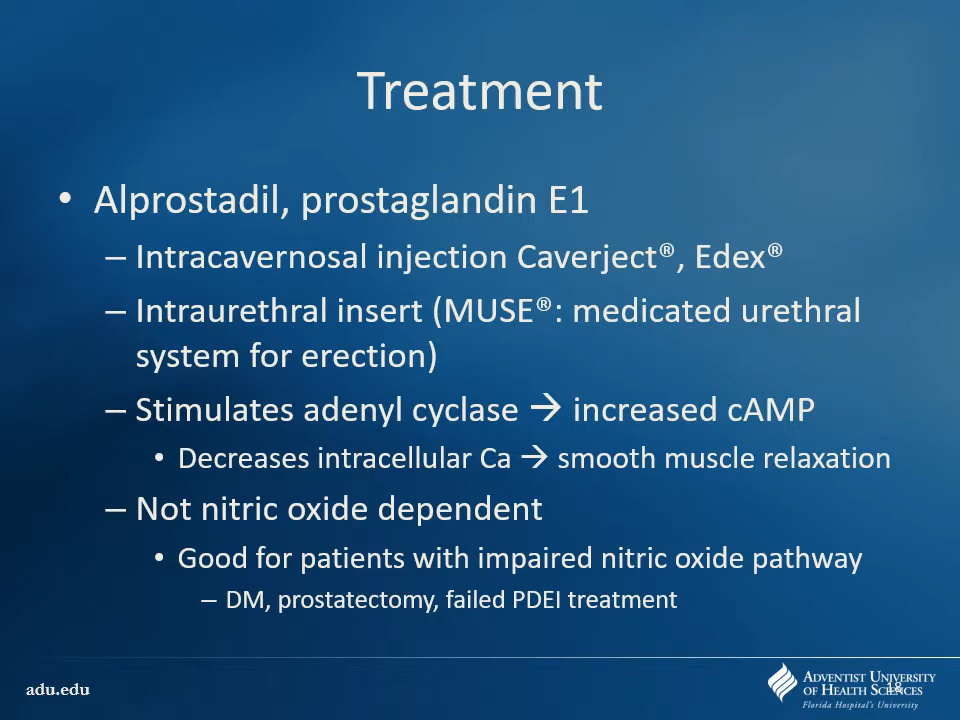 Treatment
• Alprostadil, prostaglandin E1
– Intracavernosal injection Caverject®, Edex®
– Intraurethral insert (MUSE®: medicated urethral
system for erection)
– Stimulates adenyl cyclase → increased cAMP
• Decreases intracellular Ca → smooth muscle relaxation
– Not nitric oxide dependent
• Good for patients with impaired nitric oxide pathway
– DM, prostatectomy, failed PDEI treatment
adu.edu
ADVENTIST UNIVERSITY
OF HEALTH SCIENCES
Florida Hospital's University
18